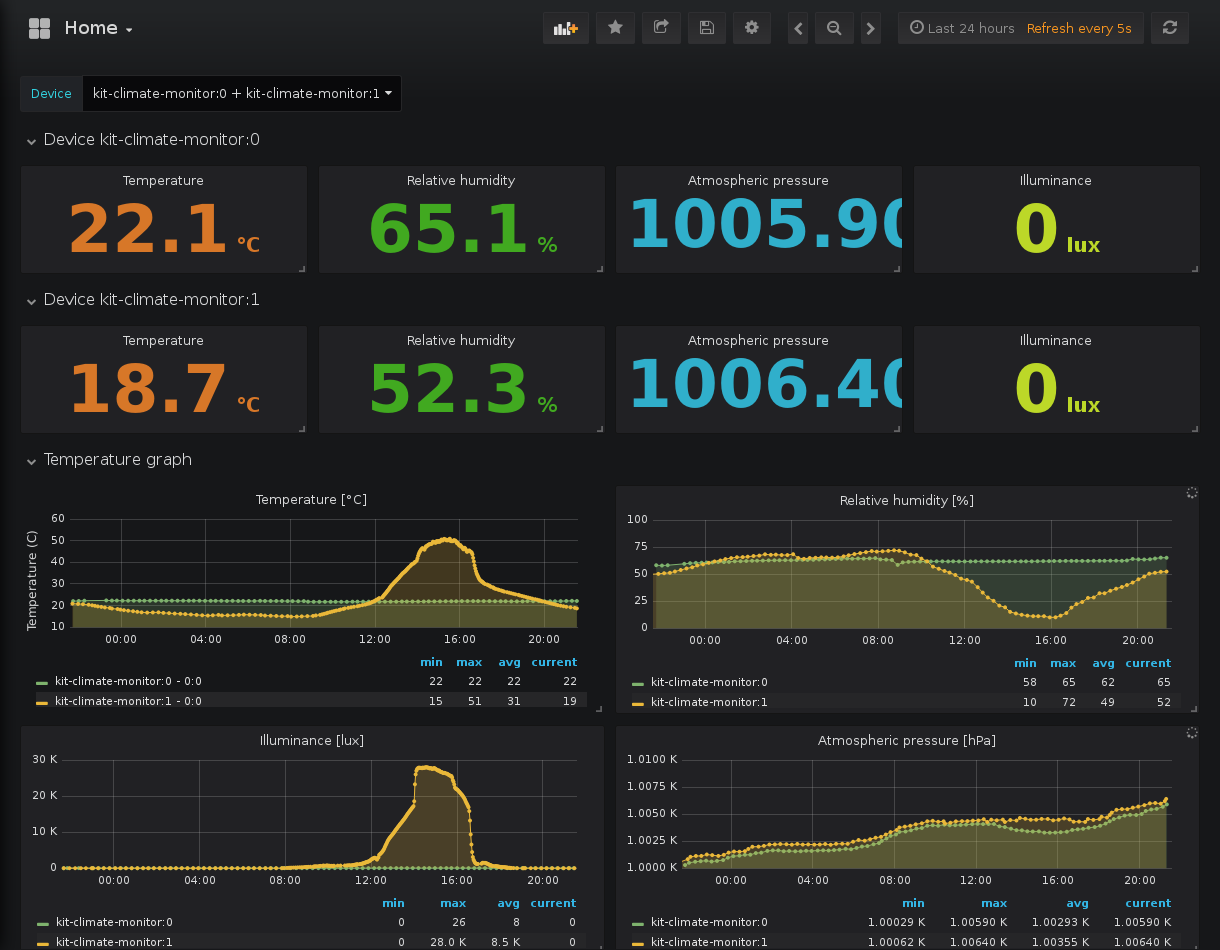 Home
Last 24 hours Refresh every 5s
Device kit-climate-monitor:0 + kit-climate-monitor:1
Device kit-climate-monitor:0
Temperature Relative humidity Atmospheric pressure Illuminance
22.1 °C 65.1 % 1005.90 0 lux
Device kit-climate-monitor:1
Temperature Relative humidity Atmospheric pressure Illuminance
18.7 °C 52.3 % 1006.40 0 lux
Temperature graph
Temperature [°C]
Temperature (C)
60
50
40
30
20
10
00:00 04:00 08:00 12:00 16:00 20:00
min max avg current
kit-climate-monitor:0 - 0:0 22 22 22 22
kit-climate-monitor:1 - 0:0 15 51 31 19
Relative humidity [%]
100
75
50
25
0
00:00 04:00 08:00 12:00 16:00 20:00
min max avg current
kit-climate-monitor:0 58 65 62 65
kit-climate-monitor:1 10 72 49 52
Illuminance [lux]
30 K
20 K
10 K
0
00:00 04:00 08:00 12:00 16:00 20:00
min max avg current
kit-climate-monitor:0 0 26 8 0
kit-climate-monitor:1 0 28.0 K 8.5 K 0
Atmospheric pressure [hPa]
1.0100 K
1.0075 K
1.0050 K
1.0025 K
1.0000 K
00:00 04:00 08:00 12:00 16:00 20:00
min max avg current
kit-climate-monitor:0 1.00029 K 1.00590 K 1.00293 K 1.00590 K
kit-climate-monitor:1 1.00062 K 1.00640 K 1.00355 K 1.00640 K